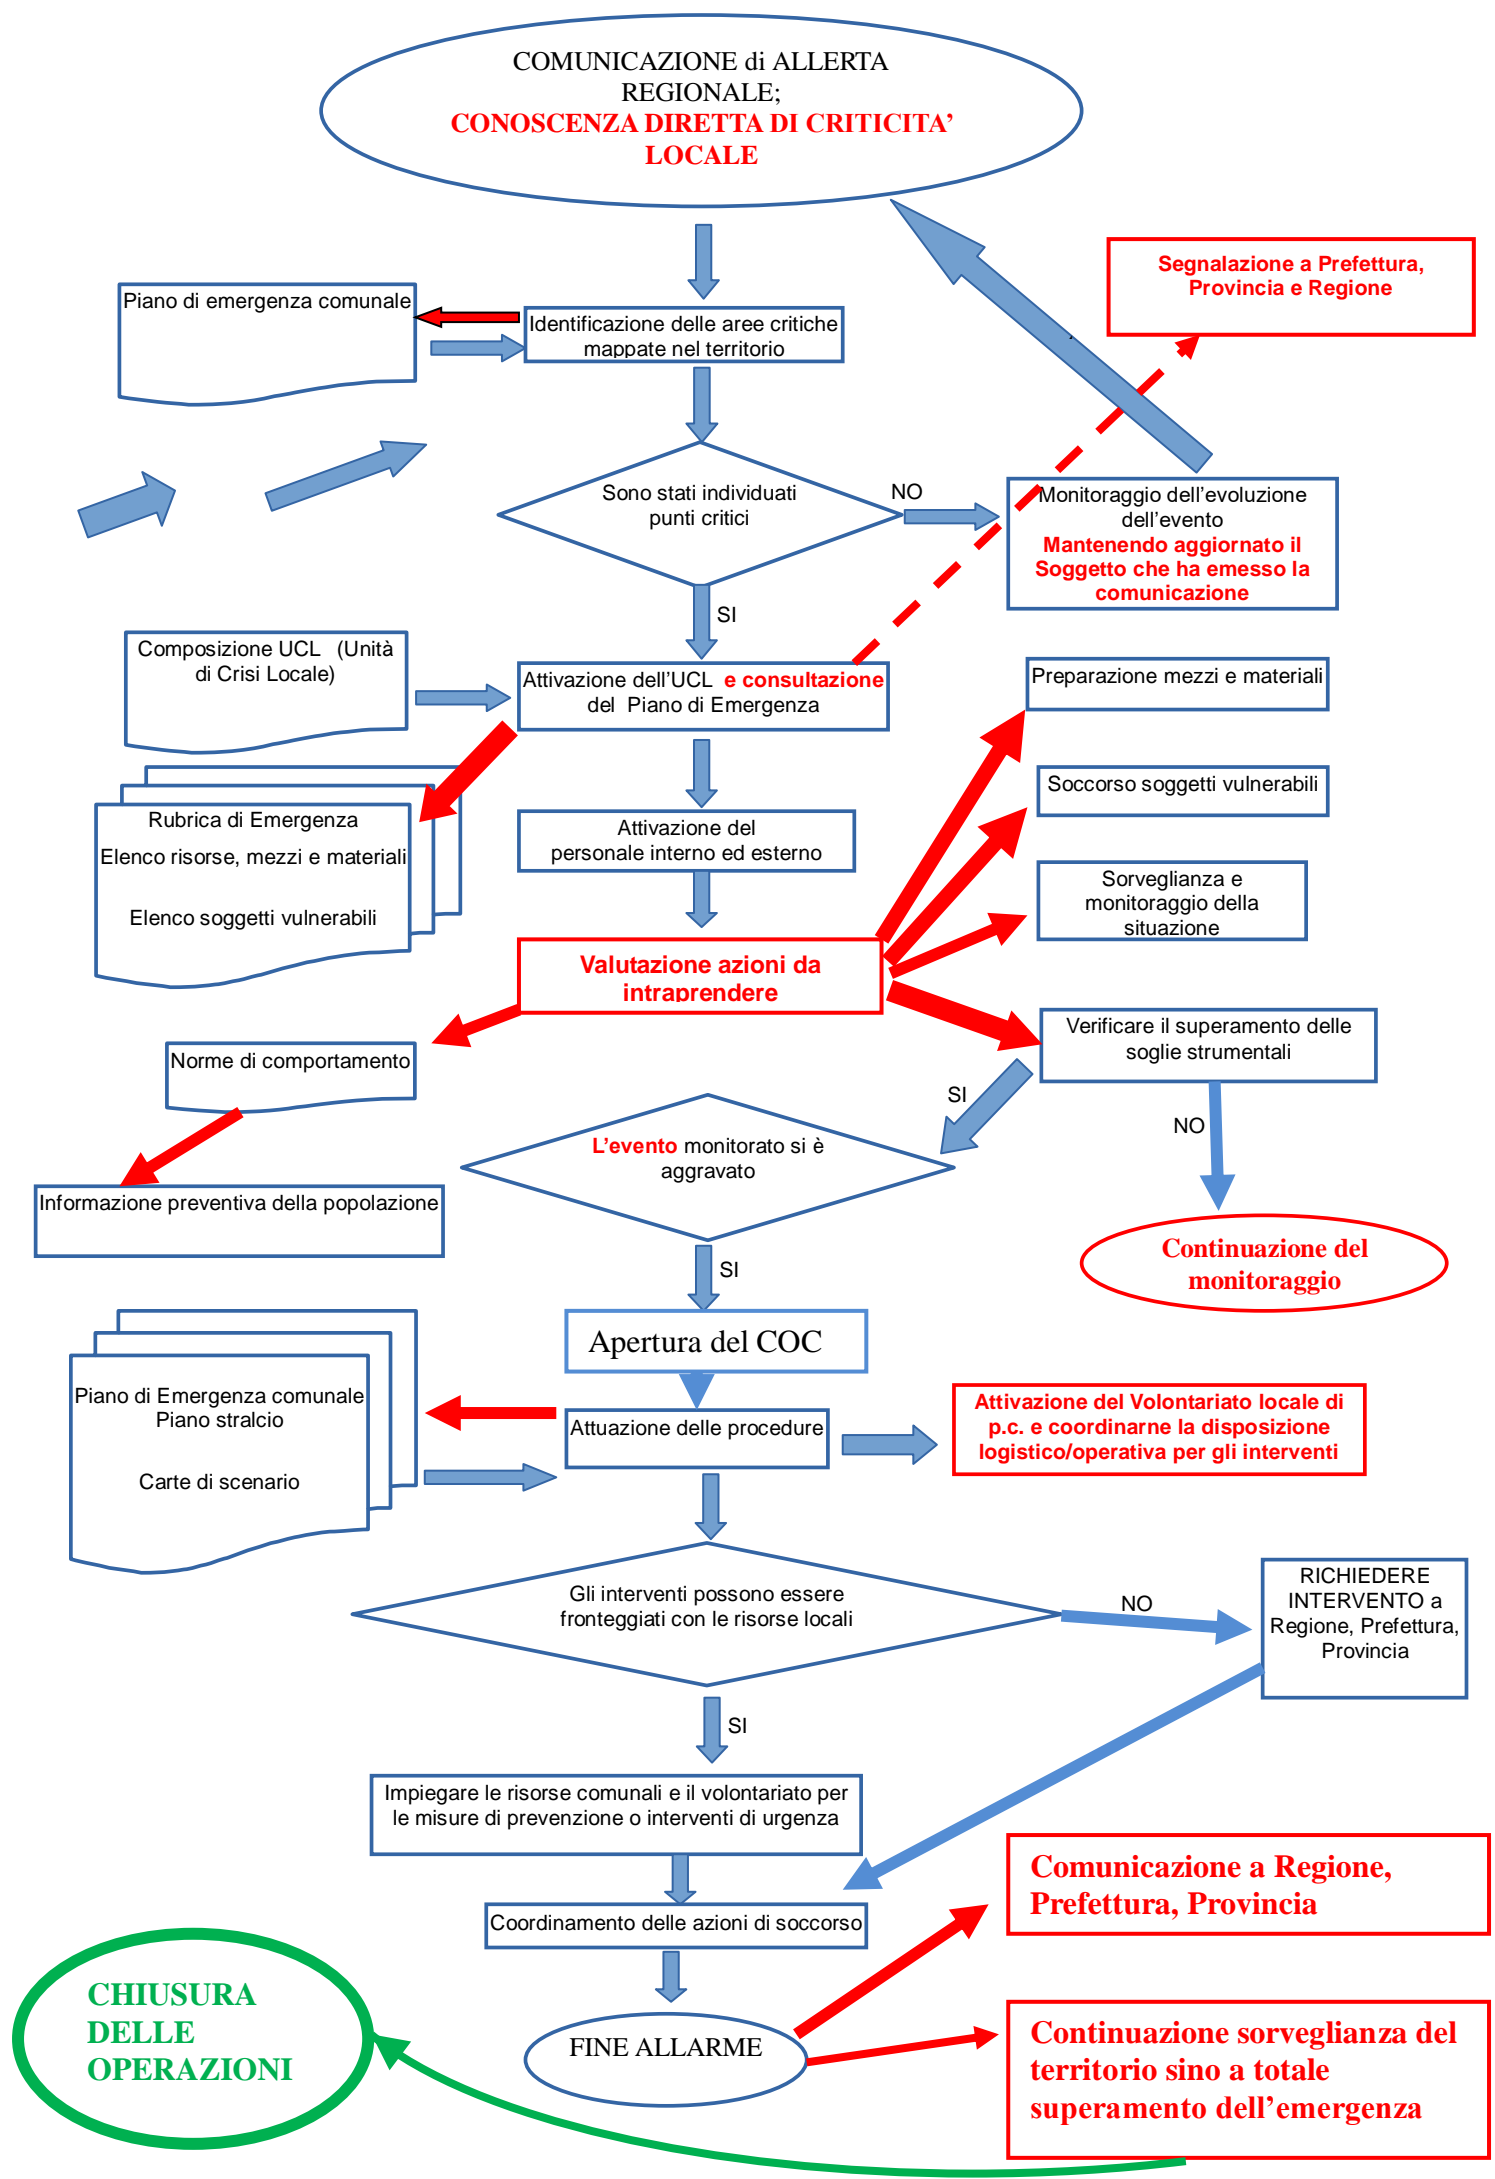 COMUNICAZIONE di ALLERTA
REGIONALE;
CONOSCENZA DIRETTA DI CRITICITA’
LOCALE
Segnalazione a Prefettura,
Provincia e Regione
Piano di emergenza comunale
Identificazione delle aree critiche
mappate nel territorio
Sono stati individuati
punti critici
NO
Monitoraggio dell’evoluzione
dell’evento
Mantenendo aggiornato il
Soggetto che ha emesso la
comunicazione
SI
Composizione UCL (Unità
di Crisi Locale)
Attivazione dell’UCL e consultazione
del Piano di Emergenza
Preparazione mezzi e materiali
Soccorso soggetti vulnerabili
Rubrica di Emergenza
Elenco risorse, mezzi e materiali
Elenco soggetti vulnerabili
Attivazione del
personale interno ed esterno
Sorveglianza e
monitoraggio della
situazione
Valutazione azioni da
intraprendere
Verificare il superamento delle
soglie strumentali
Norme di comportamento
SI
NO
L’evento monitorato si è
aggravato
Informazione preventiva della popolazione
Continuazione del
monitoraggio
SI
Apertura del COC
Piano di Emergenza comunale
Piano stralcio
Carte di scenario
Attuazione delle procedure
Attivazione del Volontariato locale di
p.c. e coordinarne la disposizione
logistico/operativa per gli interventi
Gli interventi possono essere
fronteggiati con le risorse locali
NO
RICHIEDERE
INTERVENTO a
Regione, Prefettura,
Provincia
SI
Impiegare le risorse comunali e il volontariato per
le misure di prevenzione o interventi di urgenza
Coordinamento delle azioni di soccorso
Comunicazione a Regione,
Prefettura, Provincia
CHIUSURA
DELLE
OPERAZIONI
FINE ALLARME
Continuazione sorveglianza del
territorio sino a totale
superamento dell’emergenza